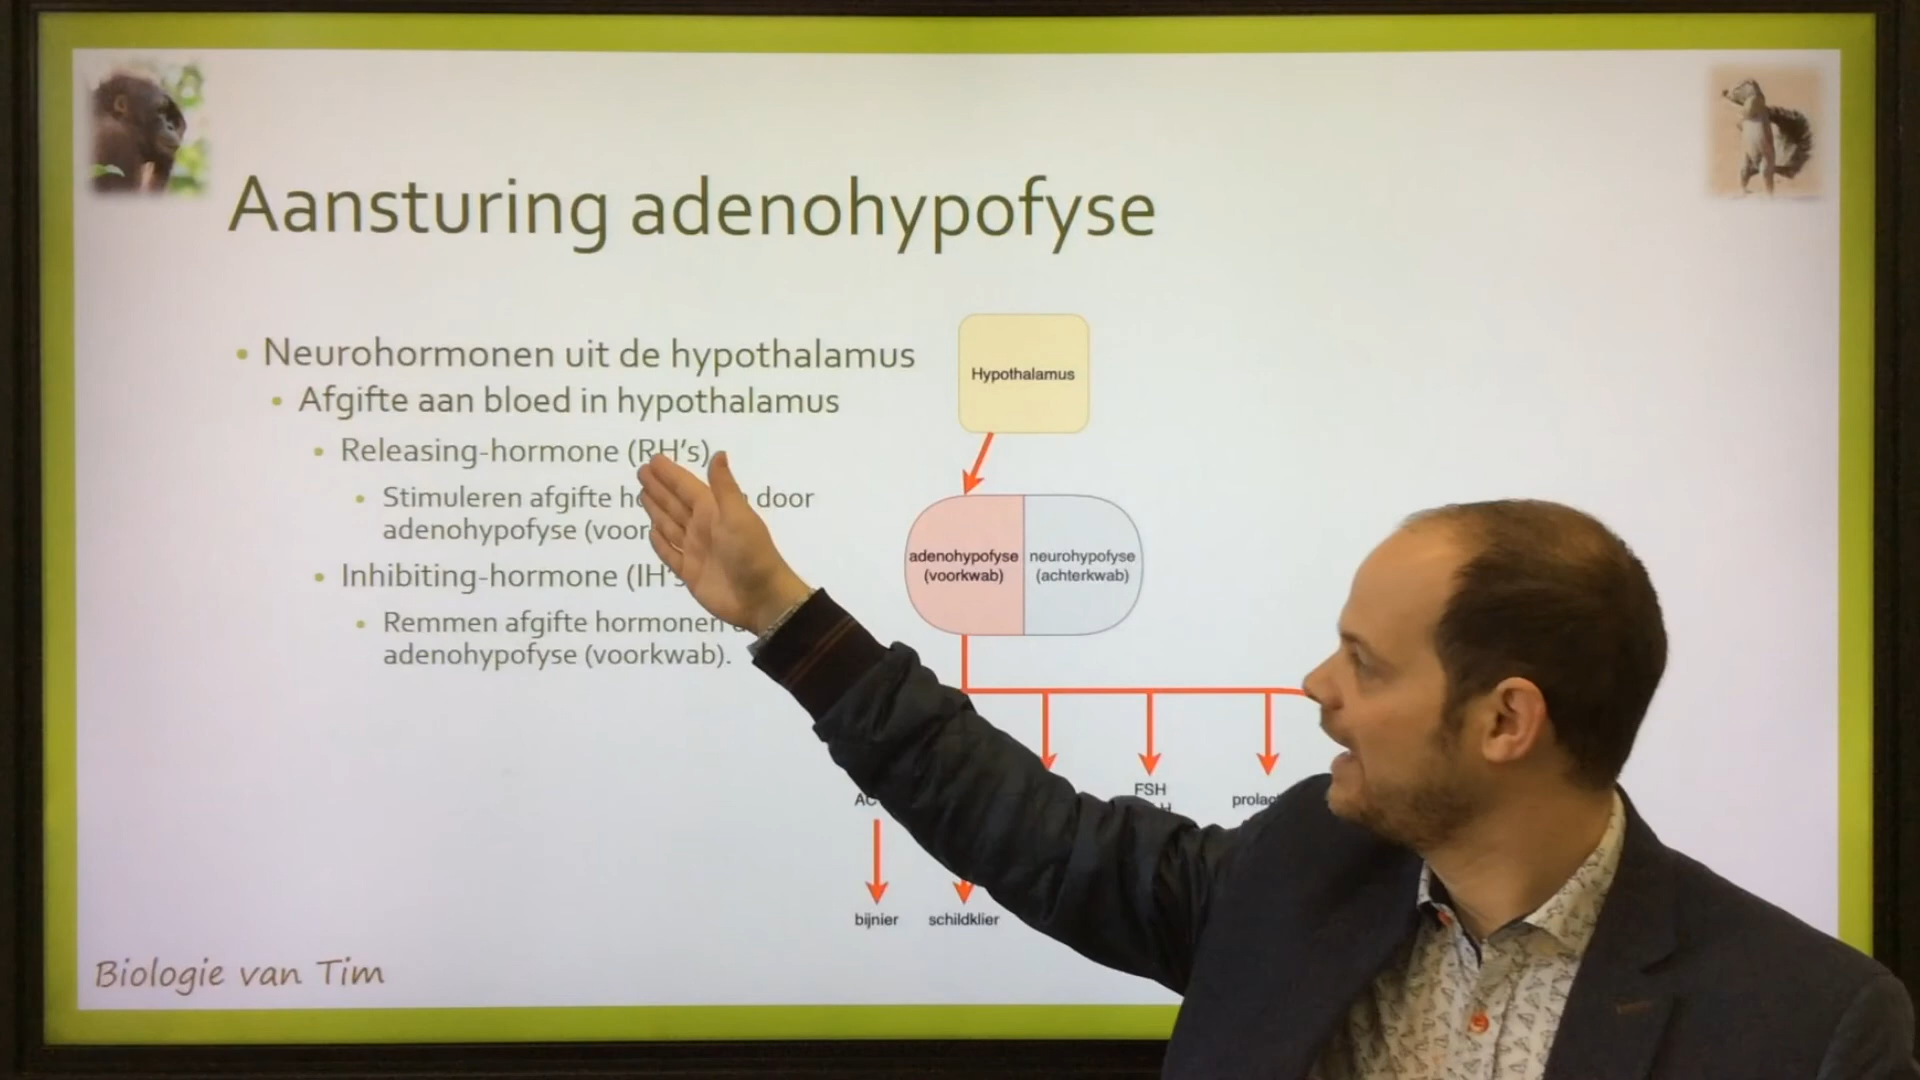 Aansturing adenohypofyse
Neurohormonen uit de hypothalamus
Afgifte aan bloed in hypothalamus
Releasing-hormone (RH's)
Stimuleren afgifte door
adenohypofyse
Inhibiting-hormone (IH's
Remmen afgifte hormonen
adenohypofyse (voorkwab).
Hypothalamus
adenohypofyse
(voorkwab)
neurohypofyse
(achterkwab)
FSH
bijnier
schildklier
Biologie van Tim